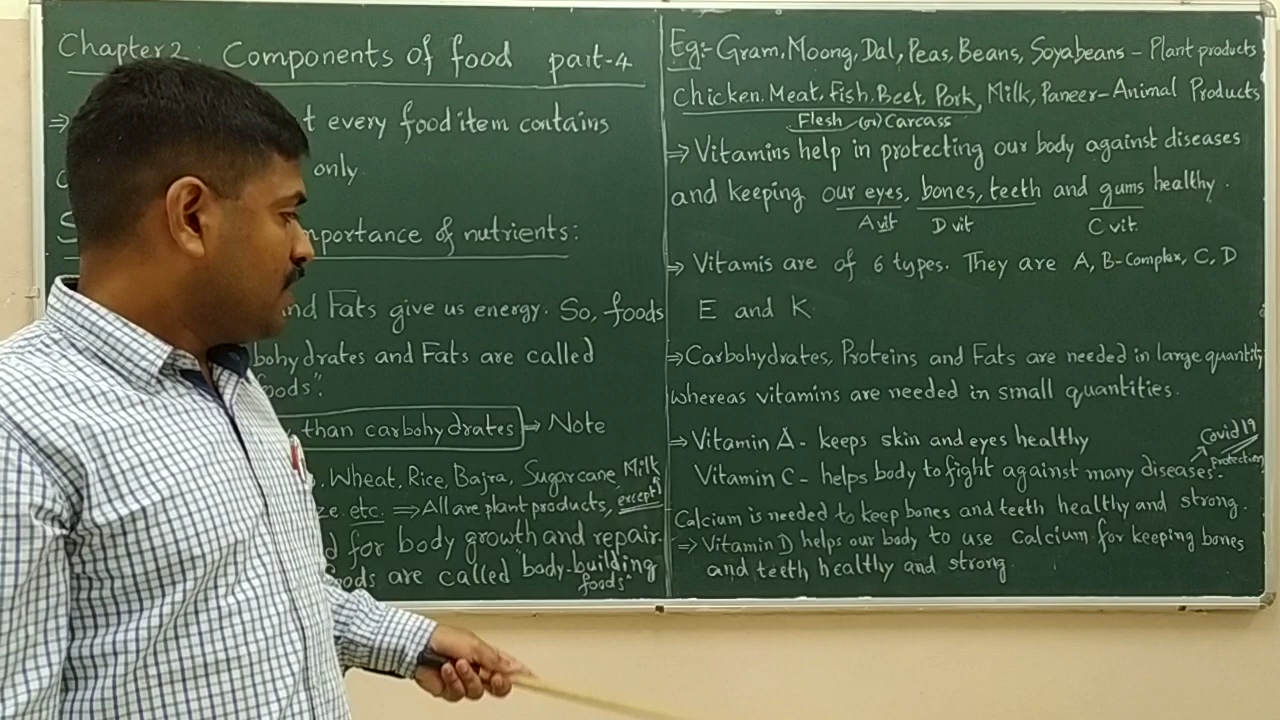 Chapter 2: Components of food part-4
⇒ t every food item contains
only
S mportance of nutrients:
nd Fats give us energy. So, foods
bohydrates and Fats are called
oods".
than carbohydrates ⇒ Note
Wheat, Rice, Bajra, Sugarcane, Milk
ze etc. ⇒ All are plant products, except
d for body growth and repair.
oods are called "body-building
foods"
Eg:- Gram, Moong, Dal, Peas, Beans, Soyabeans - Plant products
Chicken, Meat, Fish, Beef, Pork, Milk, Paneer - Animal Products
Flesh (or) Carcass
⇒ Vitamins help in protecting our body against diseases
and keeping our eyes, bones, teeth and gums healthy.
A vit D vit C vit.
⇒ Vitamis are of 6 types. They are A, B-Complex, C, D
E and K
⇒ Carbohydrates, Proteins and Fats are needed in large quantity
whereas vitamins are needed in small quantities.
⇒ Vitamin A - keeps skin and eyes healthy
Covid 19
protection
Vitamin C - helps body to fight against many diseases.
Calcium is needed to keep bones and teeth healthy and strong.
⇒ Vitamin D helps our body to use Calcium for keeping bones
and teeth healthy and strong